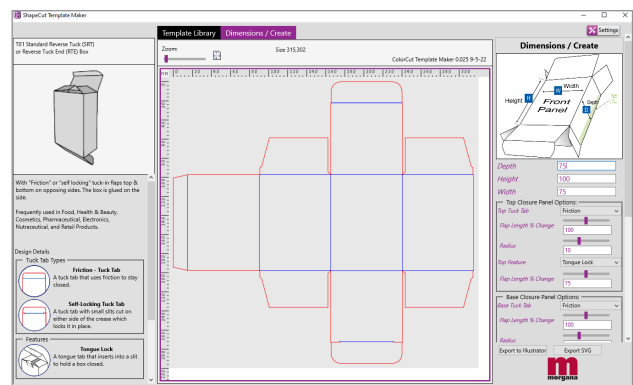 ShapeCut Template Maker
Settings
Template Library
Dimensions / Create
T01 Standard Reverse Tuck (SRT)
or Reverse Tuck End (RTE) Box
With "Friction" or "self locking" tuck-in flaps top &
bottom on opposing sides. The box is glued on the
side.
Frequently used in Food, Health & Beauty,
Cosmetics, Pharmaceutical, Electronics,
Nutraceutical, and Retail Products.
Design Details
Tuck Tab Types
Friction - Tuck Tab
A tuck tab that uses friction to stay
closed.
Self-Locking Tuck Tab
A tuck tab with small slits cut on
either side of the crease which
locks it in place.
Features
Tongue Lock
A tongue tab that inserts into a slit
to hold a box closed.
Zoom:
Size 315,302
ColorCut Template Maker 0.025 9-5-22
Dimensions / Create
Width
W
Height
H
Front
Panel
Depth
D
Depth
75
Height
100
Width
75
Top Closure Panel Options:
Top Tuck Tab
Friction
Flap Length % Change
100
Radius
10
Top Feature
Tongue Lock
Flap Length % Change
75
Base Closure Panel Options:
Base Tuck Tab
Friction
Flap Length % Change
100
Radius
Export to Illustrator
Export SVG
morgana